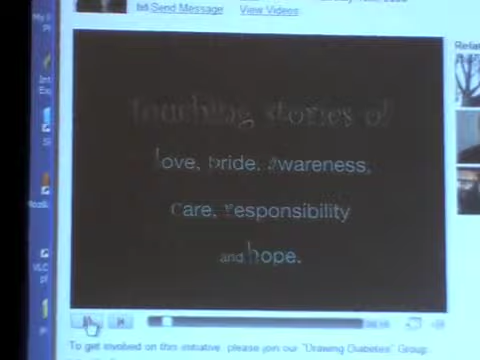 Send Message
View Videos
Relat
touching stories of
love, pride, awareness,
care, responsibility
and hope.
To get involved on this initiative, please join our "Drawing Diabetes" Group